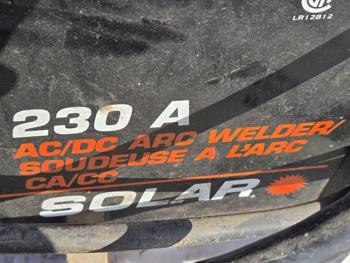 LR12812
230 A
AC/DC ARC WELDER/
SOUDEUSE A L'ARC
CA/CC
SOLAR